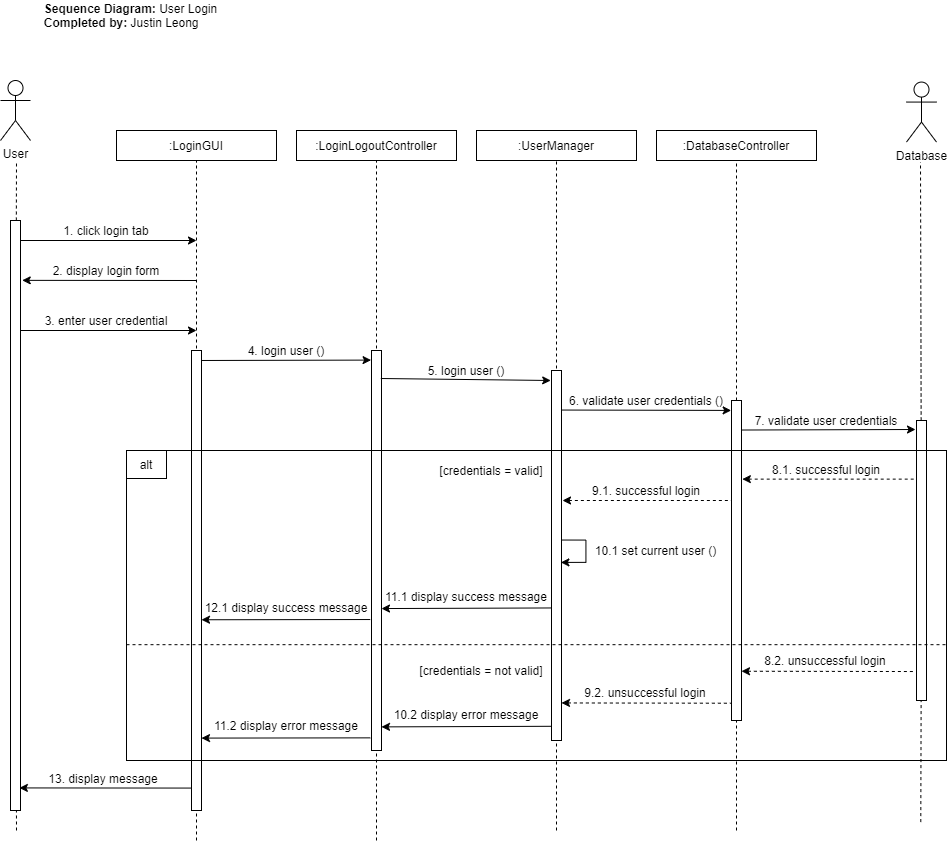 Sequence Diagram: User Login
Completed by: Justin Leong
User
:LoginGUI
:LoginLogoutController
:UserManager
:DatabaseController
Database
1. click login tab
2. display login form
3. enter user credential
4. login user ()
5. login user ()
6. validate user credentials ()
7. validate user credentials
alt
[credentials = valid]
8.1. successful login
9.1. successful login
10.1 set current user ()
11.1 display success message
12.1 display success message
[credentials = not valid]
8.2. unsuccessful login
9.2. unsuccessful login
10.2 display error message
11.2 display error message
13. display message